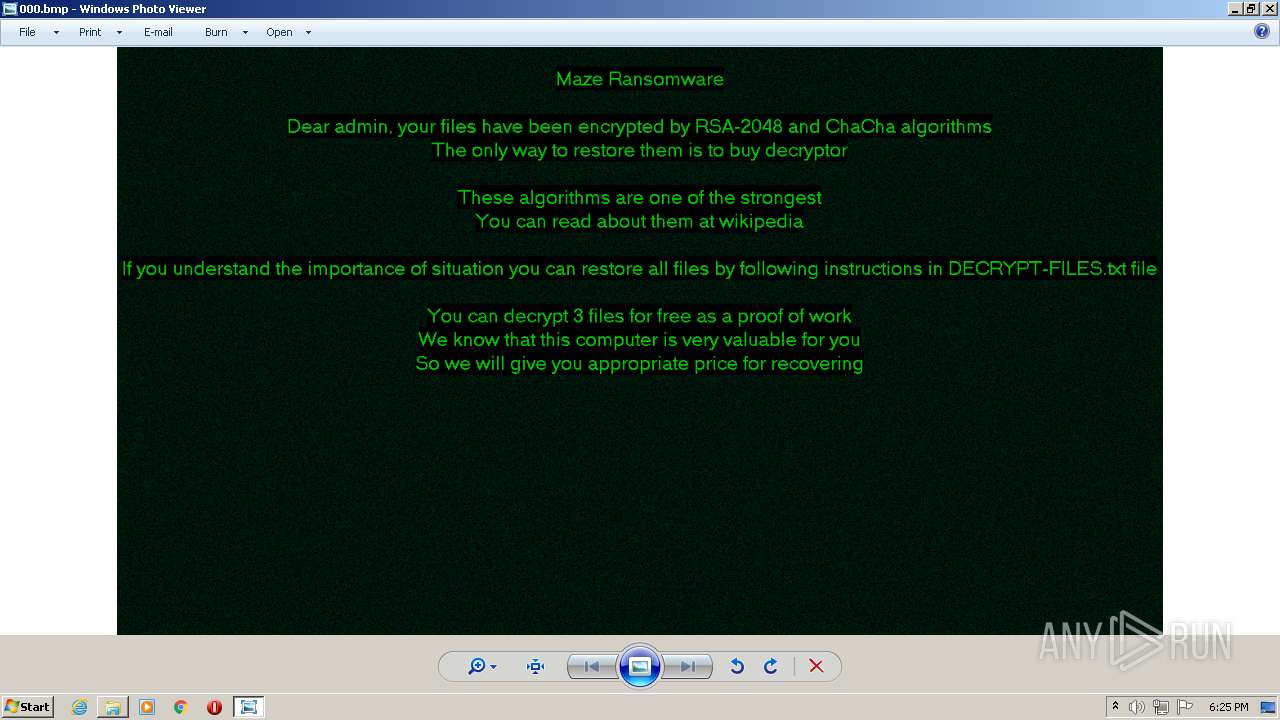 000.bmp - Windows Photo Viewer
File Print E-mail Burn Open
Maze Ransomware
Dear admin, your files have been encrypted by RSA-2048 and ChaCha algorithms
The only way to restore them is to buy decryptor
These algorithms are one of the strongest
You can read about them at wikipedia
If you understand the importance of situation you can restore all files by following instructions in DECRYPT-FILES.txt file
You can decrypt 3 files for free as a proof of work
We know that this computer is very valuable for you
So we will give you appropriate price for recovering
ANY RUN
Start 6:25 PM